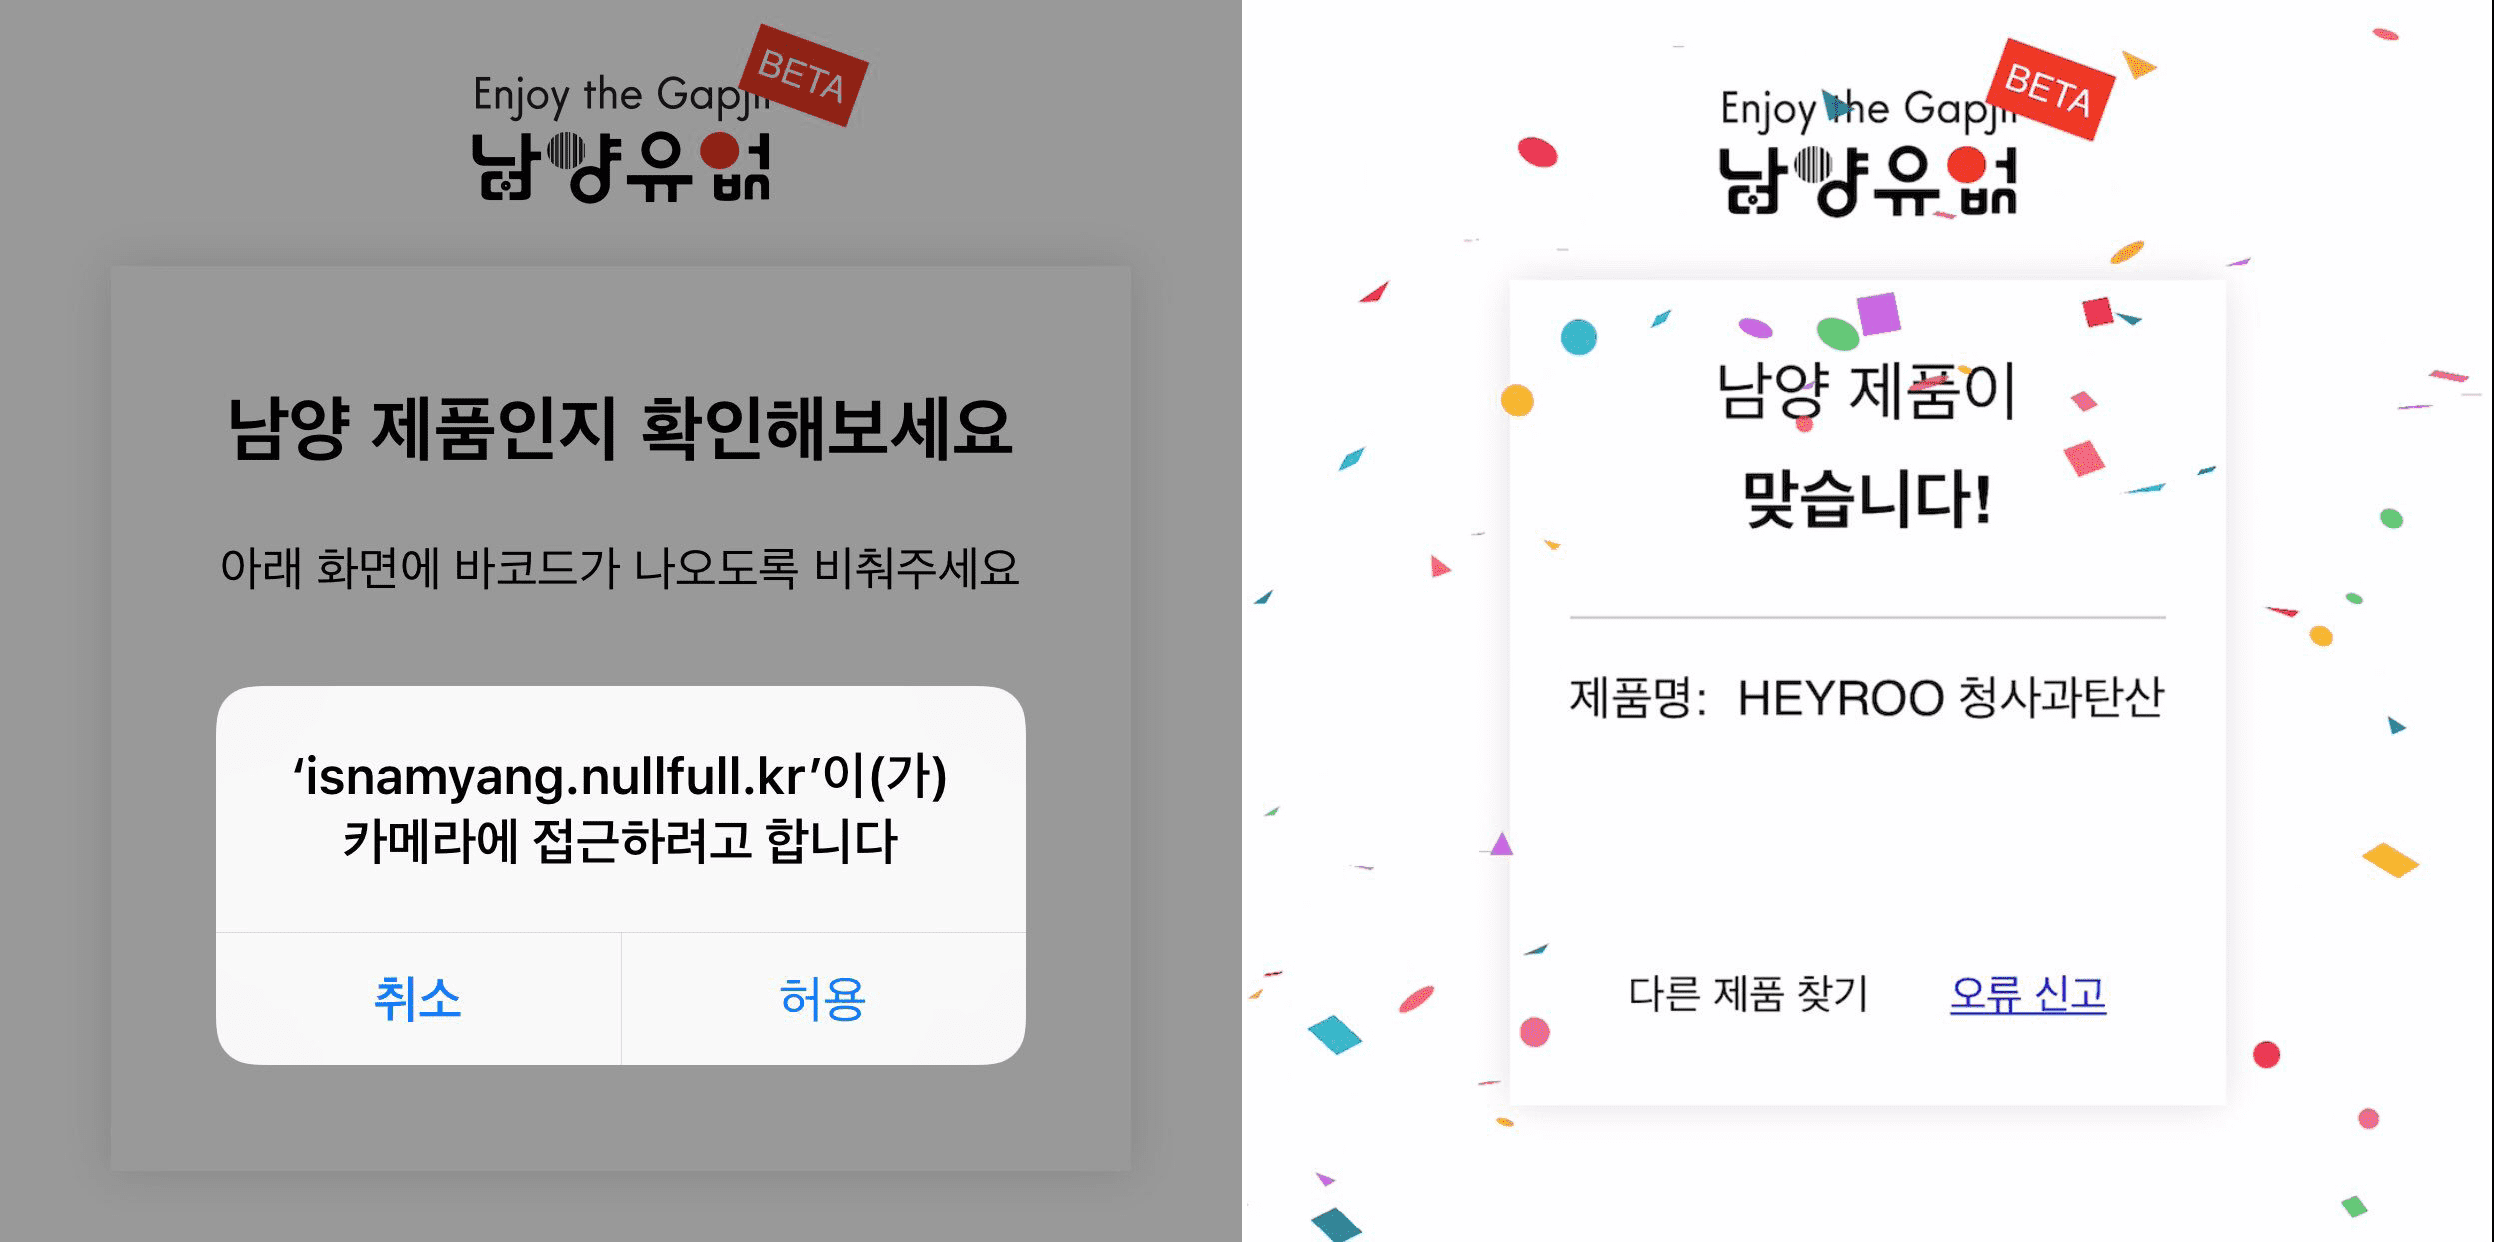 Enjoy the Gapjil
BETA
남양유없
남양 제품인지 확인해보세요
아래 화면에 바코드가 나오도록 비춰주세요
‘isnamyang.nullfull.kr’이(가)
카메라에 접근하려고 합니다
취소
허용
Enjoy the Gapjil
BETA
남양유없
남양 제품이
맞습니다!
제품명: HEYROO 청사과탄산
다른 제품 찾기
오류 신고